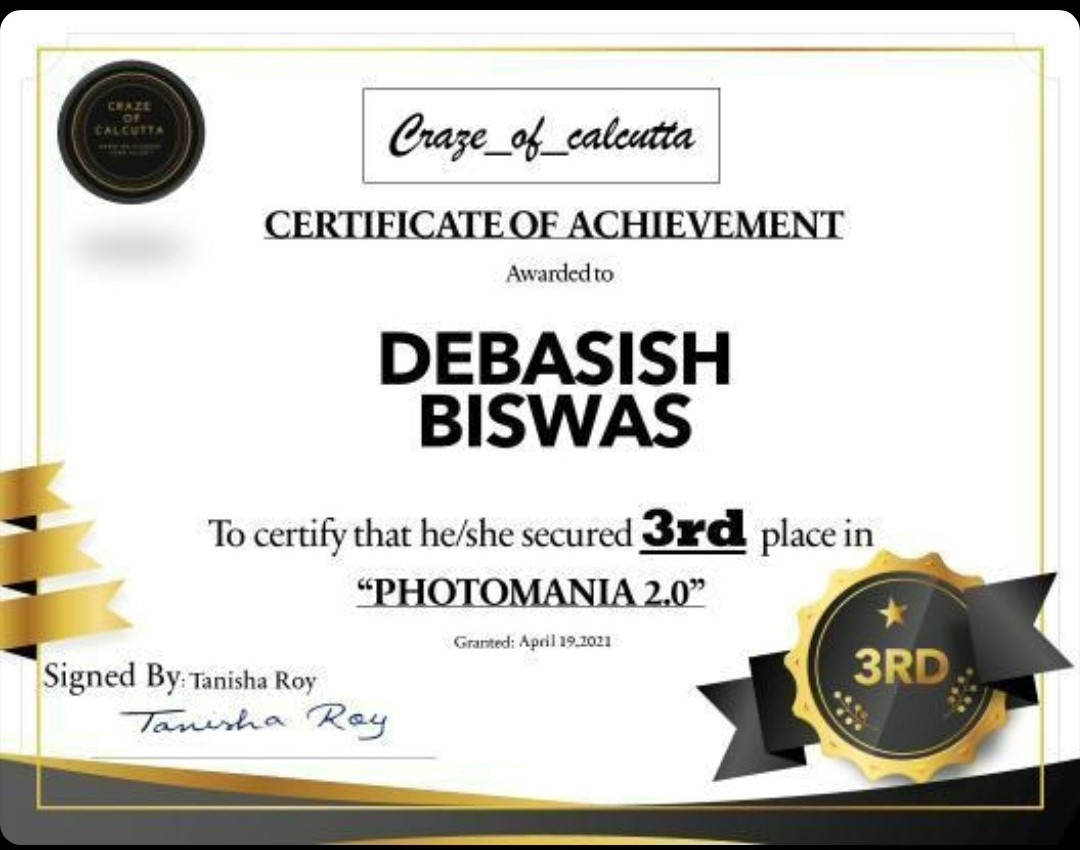 CRAZE
OF
CALCUTTA
Craze_of_calcutta
CERTIFICATE OF ACHIEVEMENT
Awarded to
DEBASISH
BISWAS
To certify that he/she secured 3rd place in
“PHOTOMANIA 2.0”
Granted: April 19,2021
3RD
Signed By: Tanisha Roy
Tanisha Roy